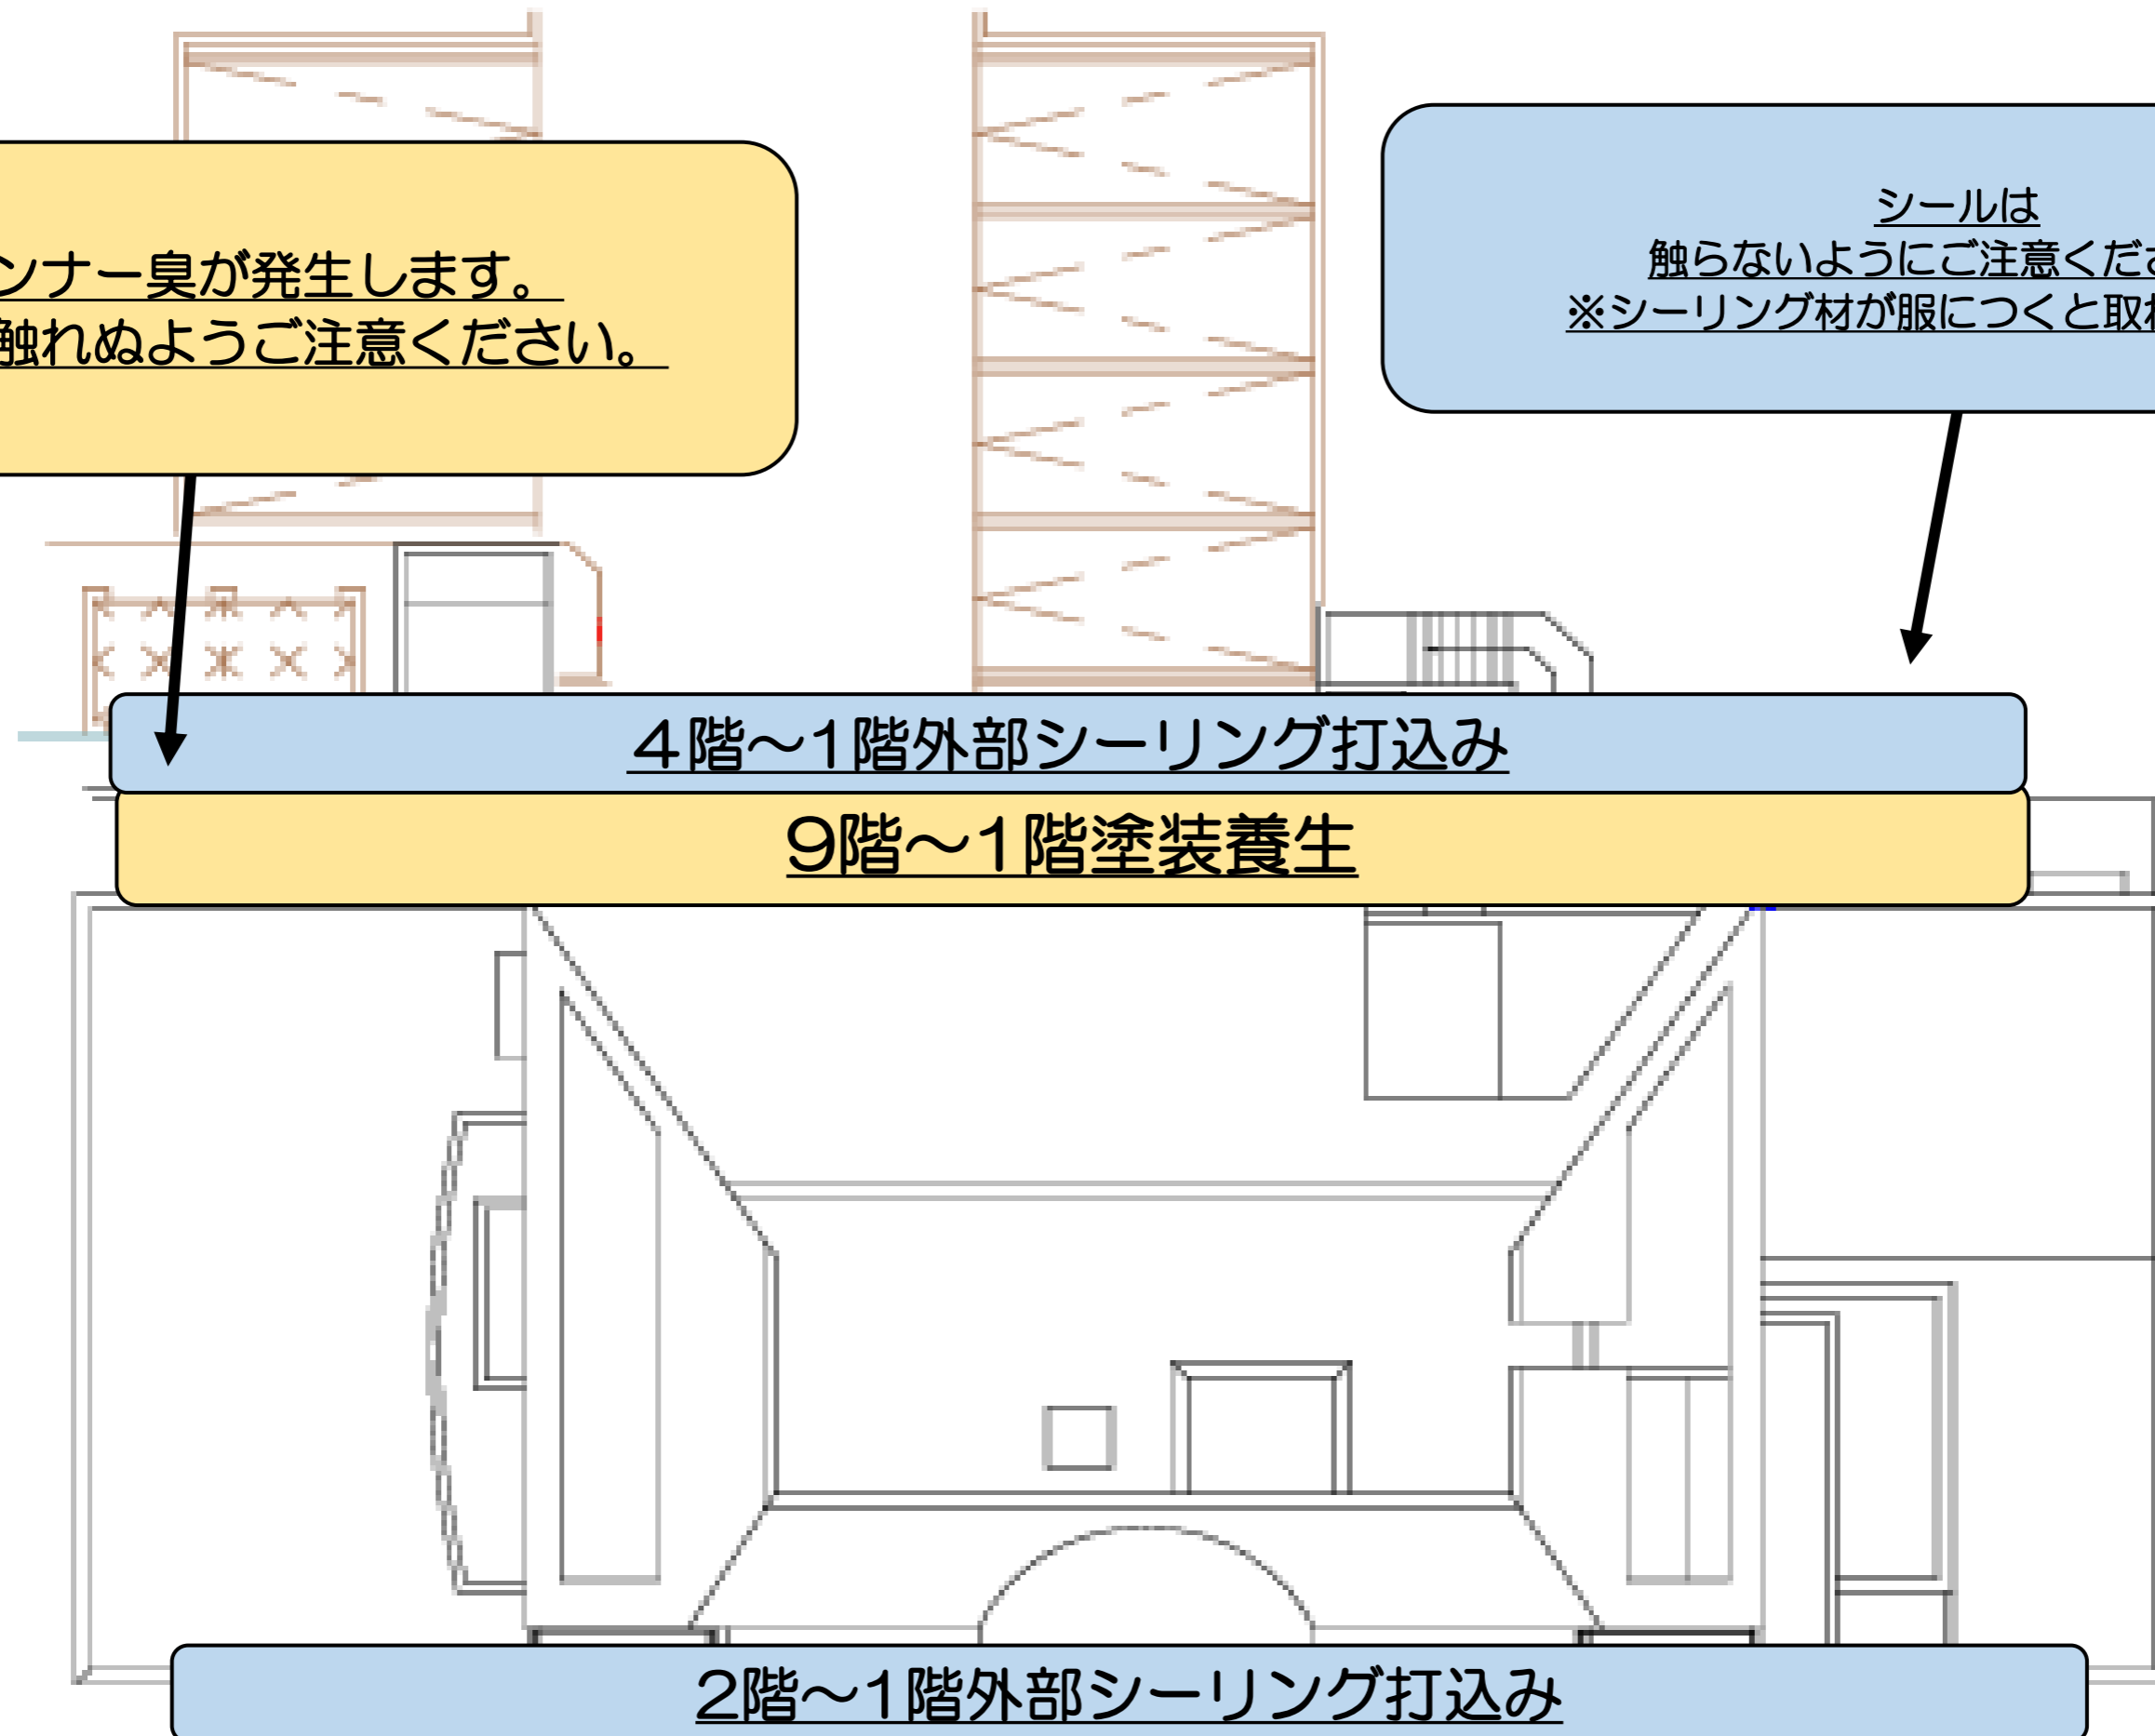 ンナー臭が発生します。
触れぬようご注意ください。
シールは
触らないようにご注意くだ
※シーリング材が服につくと取
4階～1階外部シーリング打込み
9階～1階塗装養生
2階～1階外部シーリング打込み